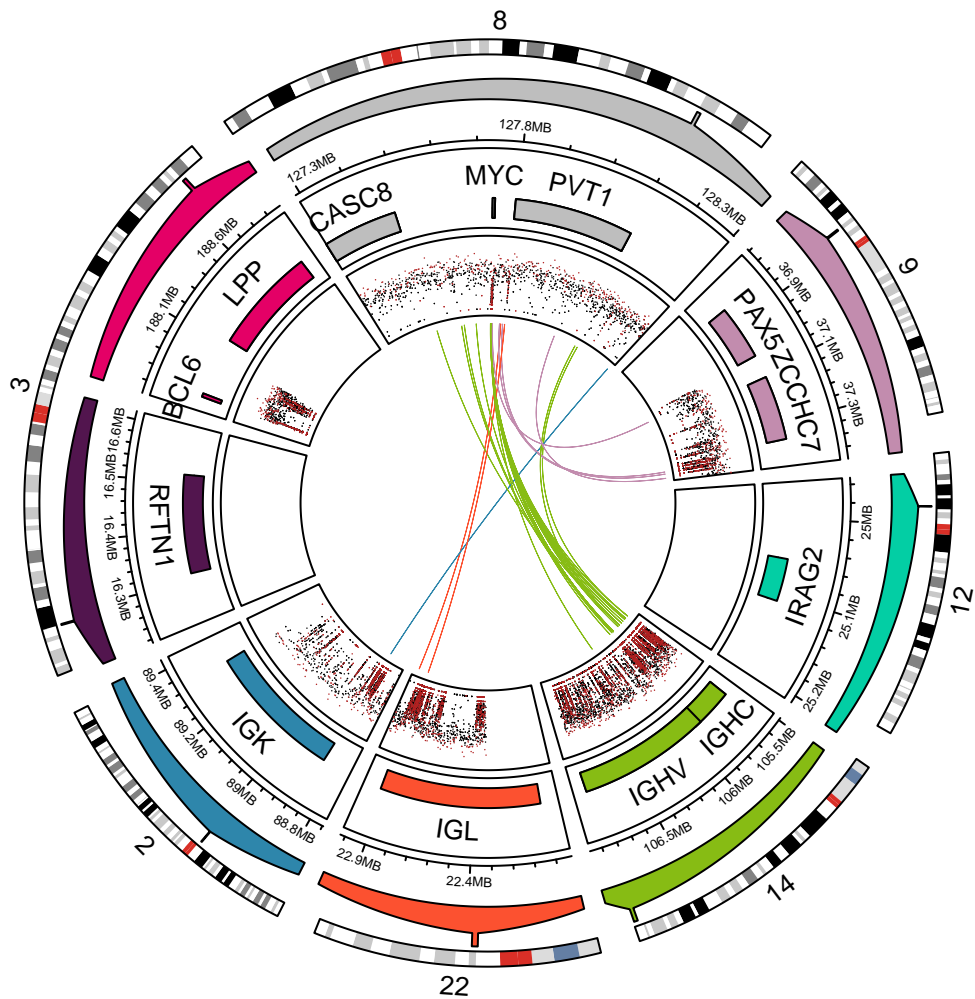 8
127.3MB
127.8MB
128.3MB
CASC8
MYC
PVT1
9
36.9MB
37.1MB
37.3MB
PAX5
ZCCHC7
12
25MB
25.1MB
25.2MB
IRAG2
14
105.5MB
106MB
106.5MB
IGHC
IGHV
22
22.4MB
22.9MB
IGL
2
88.8MB
89MB
89.2MB
89.4MB
IGK
3
16.3MB
16.4MB
16.5MB
16.6MB
RFTN1
188.1MB
188.6MB
BCL6
LPP